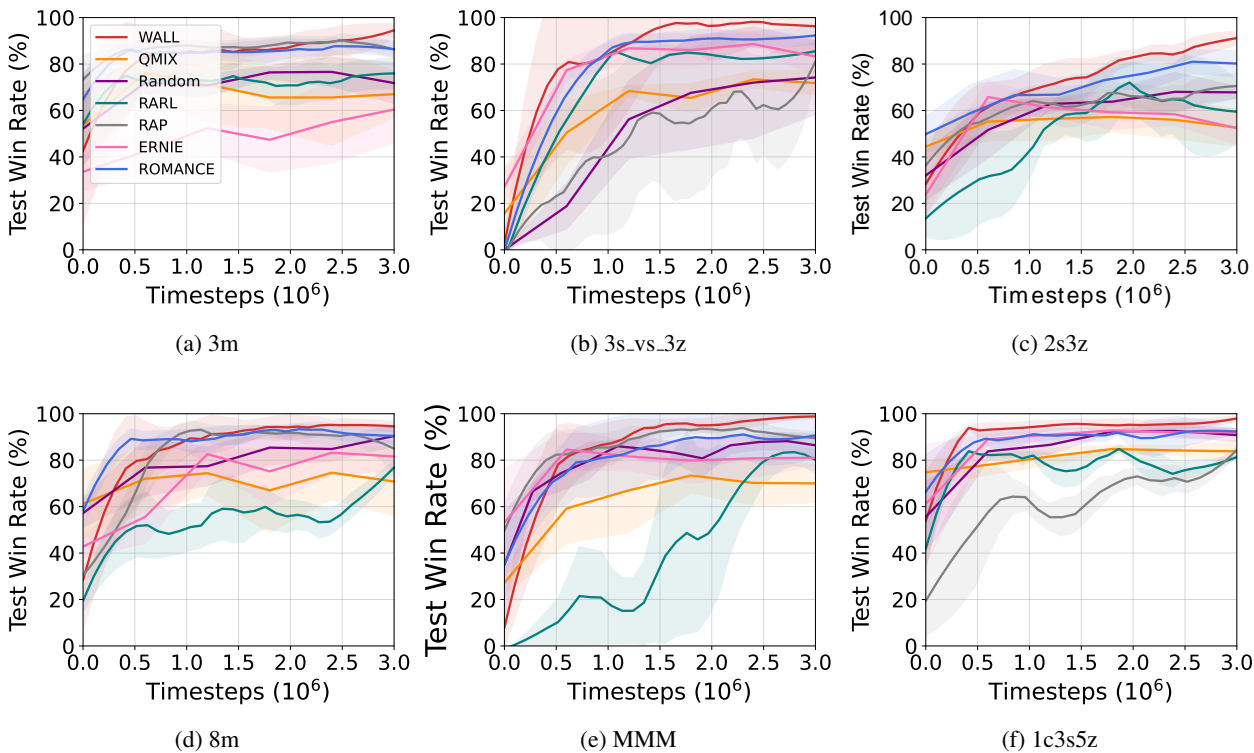 100
80
60
40
20
0
Test Win Rate (%)
WALL
QMIX
Random
RARL
RAP
ERNIE
ROMANCE
0.0 0.5 1.0 1.5 2.0 2.5 3.0
Timesteps (10⁶)
(a) 3m
100
80
60
40
20
0
Test Win Rate (%)
0.0 0.5 1.0 1.5 2.0 2.5 3.0
Timesteps (10⁶)
(b) 3s_vs_3z
100
80
60
40
20
0
Test Win Rate (%)
0.0 0.5 1.0 1.5 2.0 2.5 3.0
Timesteps (10⁶)
(c) 2s3z
100
80
60
40
20
0
Test Win Rate (%)
0.0 0.5 1.0 1.5 2.0 2.5 3.0
Timesteps (10⁶)
(d) 8m
100
80
60
40
20
0
Test Win Rate (%)
0.0 0.5 1.0 1.5 2.0 2.5 3.0
Timesteps (10⁶)
(e) MMM
100
80
60
40
20
0
Test Win Rate (%)
0.0 0.5 1.0 1.5 2.0 2.5 3.0
Timesteps (10⁶)
(f) 1c3s5z